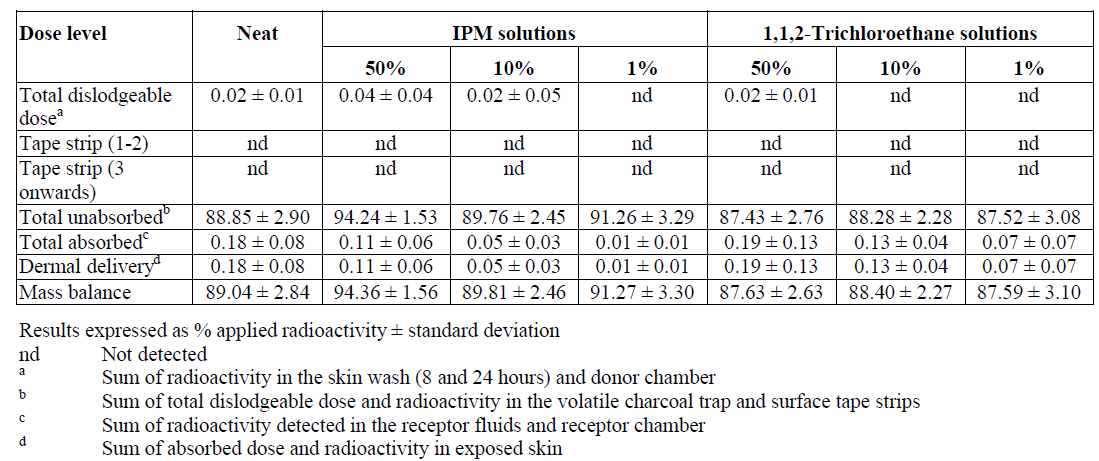 Dose level Neat IPM solutions 1,1,2-Trichloroethane solutions
50% 10% 1% 50% 10% 1%
Total dislodgeable 0.02 ± 0.01 0.04 ± 0.04 0.02 ± 0.05 nd 0.02 ± 0.01 nd nd
dose^a
Tape strip (1-2) nd nd nd nd nd nd nd
Tape strip (3 nd nd nd nd nd nd nd
onwards)
Total unabsorbed^b 88.85 ± 2.90 94.24 ± 1.53 89.76 ± 2.45 91.26 ± 3.29 87.43 ± 2.76 88.28 ± 2.28 87.52 ± 3.08
Total absorbed^c 0.18 ± 0.08 0.11 ± 0.06 0.05 ± 0.03 0.01 ± 0.01 0.19 ± 0.13 0.13 ± 0.04 0.07 ± 0.07
Dermal delivery^d 0.18 ± 0.08 0.11 ± 0.06 0.05 ± 0.03 0.01 ± 0.01 0.19 ± 0.13 0.13 ± 0.04 0.07 ± 0.07
Mass balance 89.04 ± 2.84 94.36 ± 1.56 89.81 ± 2.46 91.27 ± 3.30 87.63 ± 2.63 88.40 ± 2.27 87.59 ± 3.10
Results expressed as % applied radioactivity ± standard deviation
nd Not detected
a Sum of radioactivity in the skin wash (8 and 24 hours) and donor chamber
b Sum of total dislodgeable dose and radioactivity in the volatile charcoal trap and surface tape strips
c Sum of radioactivity detected in the receptor fluids and receptor chamber
d Sum of absorbed dose and radioactivity in exposed skin